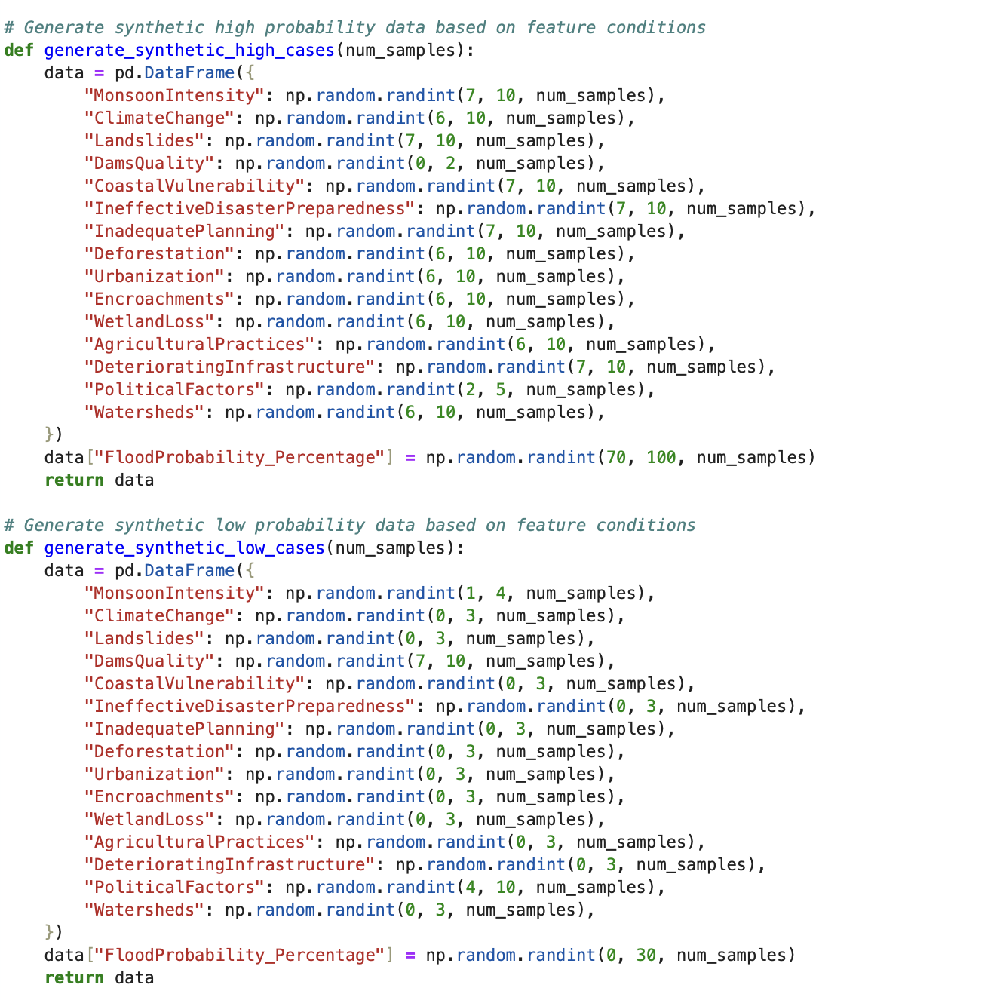 # Generate synthetic high probability data based on feature conditions
def generate_synthetic_high_cases(num_samples):
    data = pd.DataFrame({
        "MonsoonIntensity": np.random.randint(7, 10, num_samples),
        "ClimateChange": np.random.randint(6, 10, num_samples),
        "Landslides": np.random.randint(7, 10, num_samples),
        "DamsQuality": np.random.randint(0, 2, num_samples),
        "CoastalVulnerability": np.random.randint(7, 10, num_samples),
        "IneffectiveDisasterPreparedness": np.random.randint(7, 10, num_samples),
        "InadequatePlanning": np.random.randint(7, 10, num_samples),
        "Deforestation": np.random.randint(6, 10, num_samples),
        "Urbanization": np.random.randint(6, 10, num_samples),
        "Encroachments": np.random.randint(6, 10, num_samples),
        "WetlandLoss": np.random.randint(6, 10, num_samples),
        "AgriculturalPractices": np.random.randint(6, 10, num_samples),
        "DeterioratingInfrastructure": np.random.randint(7, 10, num_samples),
        "PoliticalFactors": np.random.randint(2, 5, num_samples),
        "Watersheds": np.random.randint(6, 10, num_samples),
    })
    data["FloodProbability_Percentage"] = np.random.randint(70, 100, num_samples)
    return data

# Generate synthetic low probability data based on feature conditions
def generate_synthetic_low_cases(num_samples):
    data = pd.DataFrame({
        "MonsoonIntensity": np.random.randint(1, 4, num_samples),
        "ClimateChange": np.random.randint(0, 3, num_samples),
        "Landslides": np.random.randint(0, 3, num_samples),
        "DamsQuality": np.random.randint(7, 10, num_samples),
        "CoastalVulnerability": np.random.randint(0, 3, num_samples),
        "IneffectiveDisasterPreparedness": np.random.randint(0, 3, num_samples),
        "InadequatePlanning": np.random.randint(0, 3, num_samples),
        "Deforestation": np.random.randint(0, 3, num_samples),
        "Urbanization": np.random.randint(0, 3, num_samples),
        "Encroachments": np.random.randint(0, 3, num_samples),
        "WetlandLoss": np.random.randint(0, 3, num_samples),
        "AgriculturalPractices": np.random.randint(0, 3, num_samples),
        "DeterioratingInfrastructure": np.random.randint(0, 3, num_samples),
        "PoliticalFactors": np.random.randint(4, 10, num_samples),
        "Watersheds": np.random.randint(0, 3, num_samples),
    })
    data["FloodProbability_Percentage"] = np.random.randint(0, 30, num_samples)
    return data